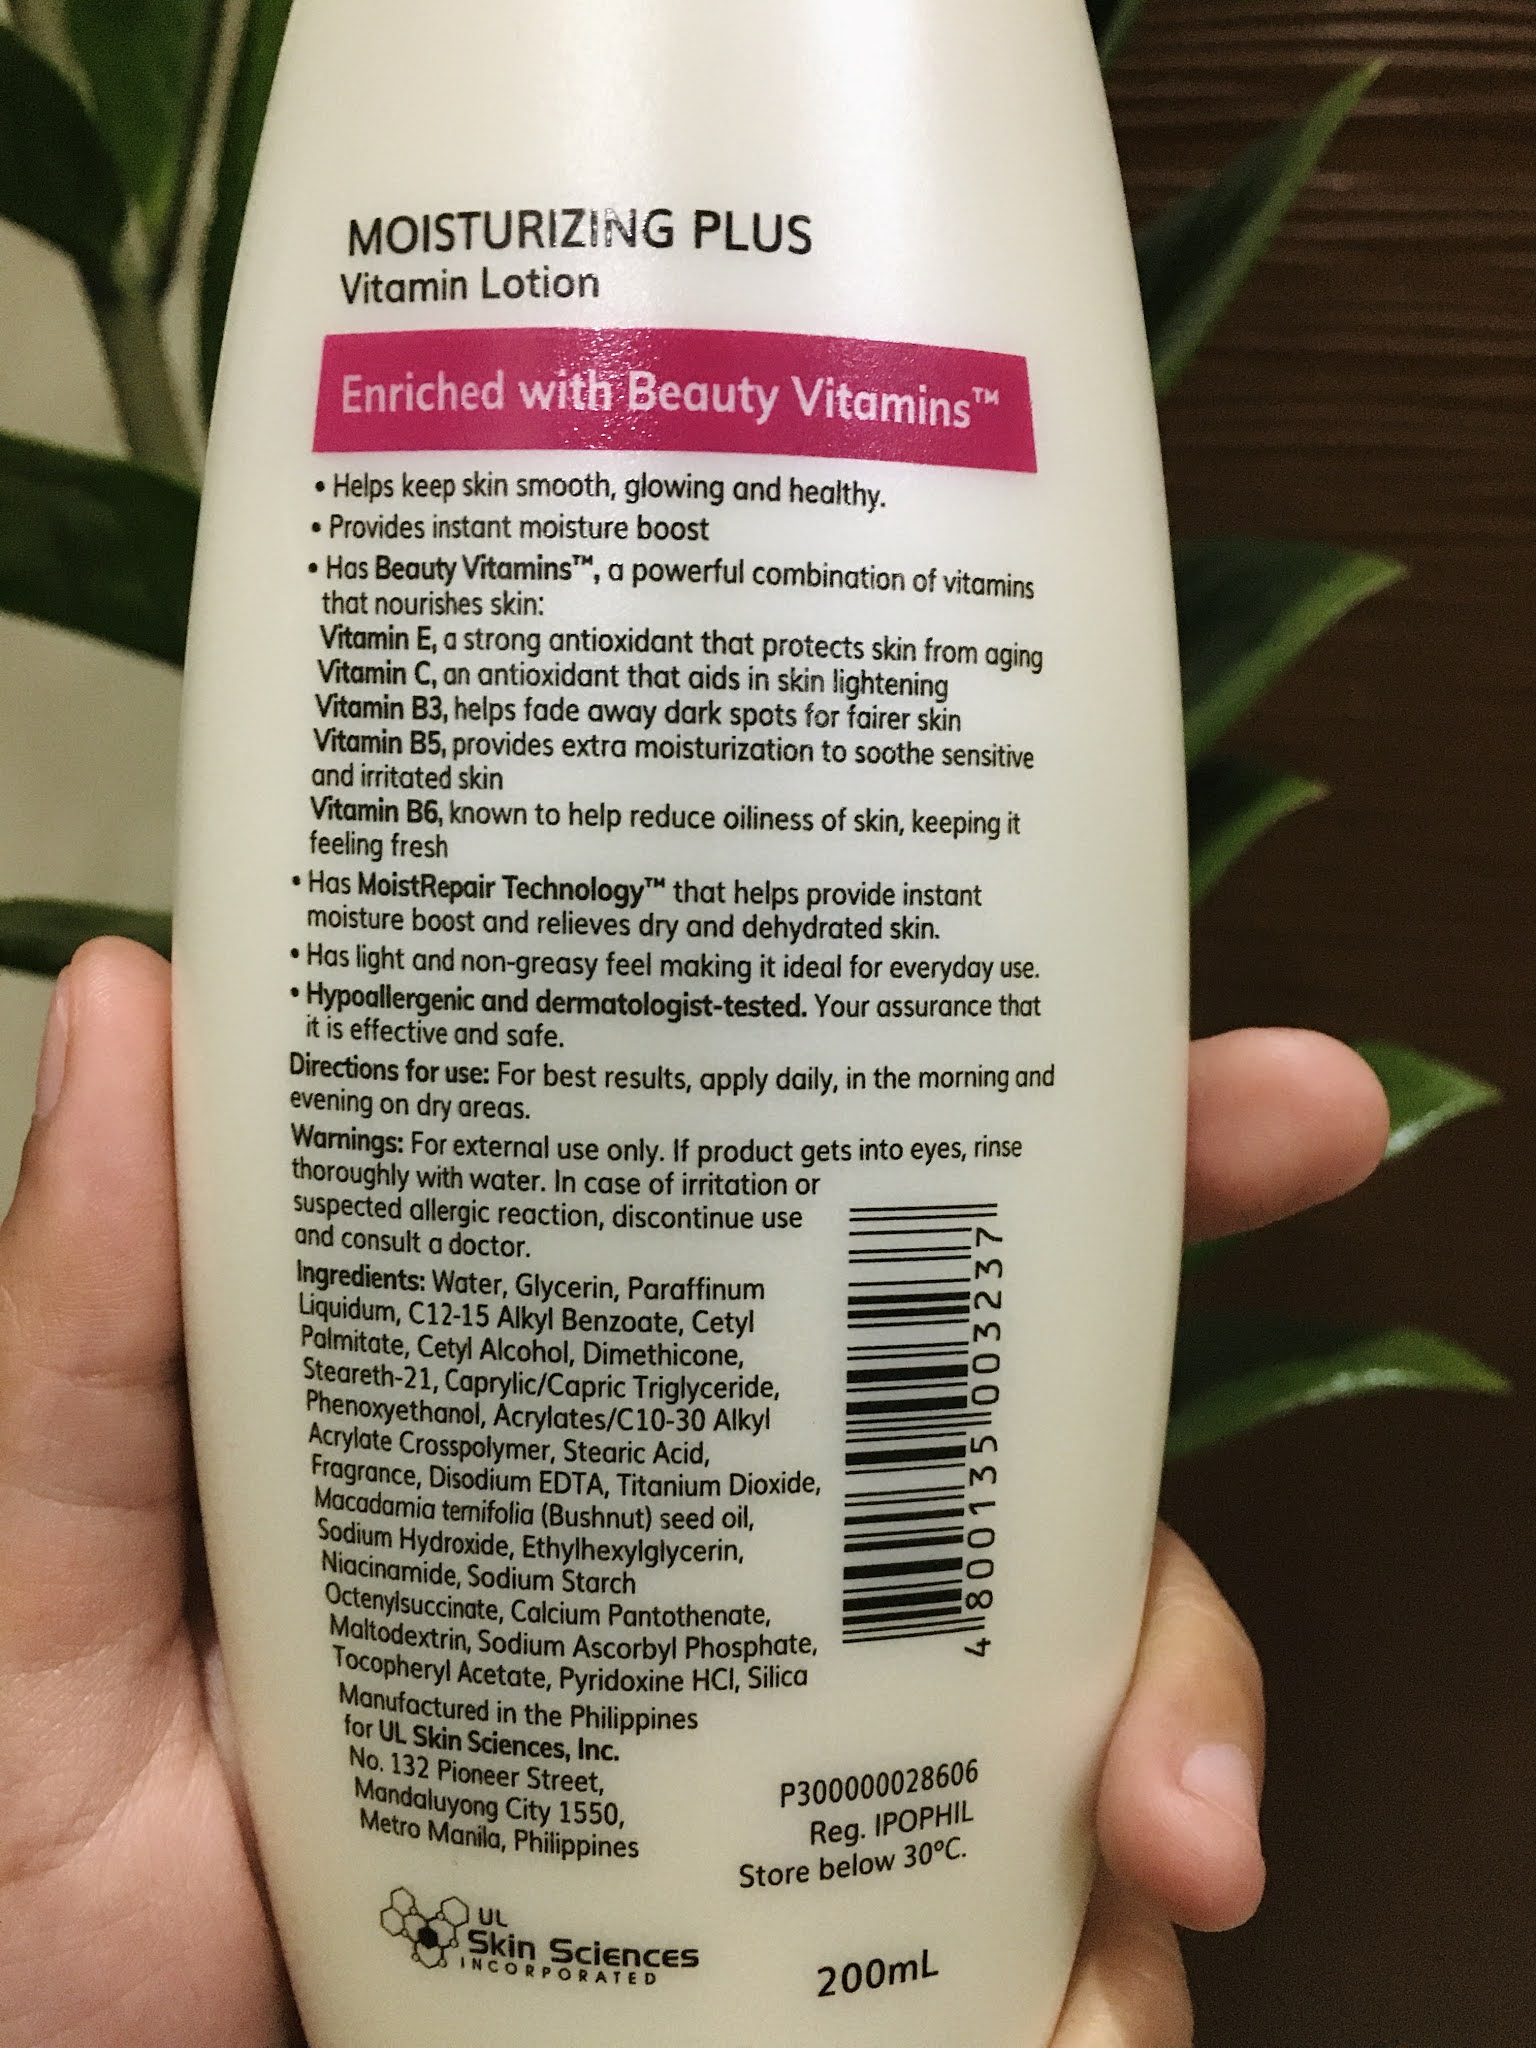 MOISTURIZING PLUS
Vitamin Lotion
Enriched with Beauty Vitamins™
• Helps keep skin smooth, glowing and healthy.
• Provides instant moisture boost
• Has Beauty Vitamins™, a powerful combination of vitamins
that nourishes skin:
Vitamin E, a strong antioxidant that protects skin from aging
Vitamin C, an antioxidant that aids in skin lightening
Vitamin B3, helps fade away dark spots for fairer skin
Vitamin B5, provides extra moisturization to soothe sensitive
and irritated skin
Vitamin B6, known to help reduce oiliness of skin, keeping it
feeling fresh
• Has MoistRepair Technology™ that helps provide instant
moisture boost and relieves dry and dehydrated skin.
• Has light and non-greasy feel making it ideal for everyday use.
• Hypoallergenic and dermatologist-tested. Your assurance that
it is effective and safe.
Directions for use: For best results, apply daily, in the morning and
evening on dry areas.
Warnings: For external use only. If product gets into eyes, rinse
thoroughly with water. In case of irritation or
suspected allergic reaction, discontinue use
and consult a doctor.
Ingredients: Water, Glycerin, Paraffinum
Liquidum, C12-15 Alkyl Benzoate, Cetyl
Palmitate, Cetyl Alcohol, Dimethicone,
Steareth-21, Caprylic/Capric Triglyceride,
Phenoxyethanol, Acrylates/C10-30 Alkyl
Acrylate Crosspolymer, Stearic Acid,
Fragrance, Disodium EDTA, Titanium Dioxide,
Macadamia ternifolia (Bushnut) seed oil,
Sodium Hydroxide, Ethylhexylglycerin,
Niacinamide, Sodium Starch
Octenylsuccinate, Calcium Pantothenate,
Maltodextrin, Sodium Ascorbyl Phosphate,
Tocopheryl Acetate, Pyridoxine HCl, Silica
Manufactured in the Philippines
for UL Skin Sciences, Inc.
No. 132 Pioneer Street,
Mandaluyong City 1550,
Metro Manila, Philippines
4 800135 003237
P300000028606
Reg. IPOPHIL
Store below 30°C.
UL
Skin Sciences
INCORPORATED
200mL